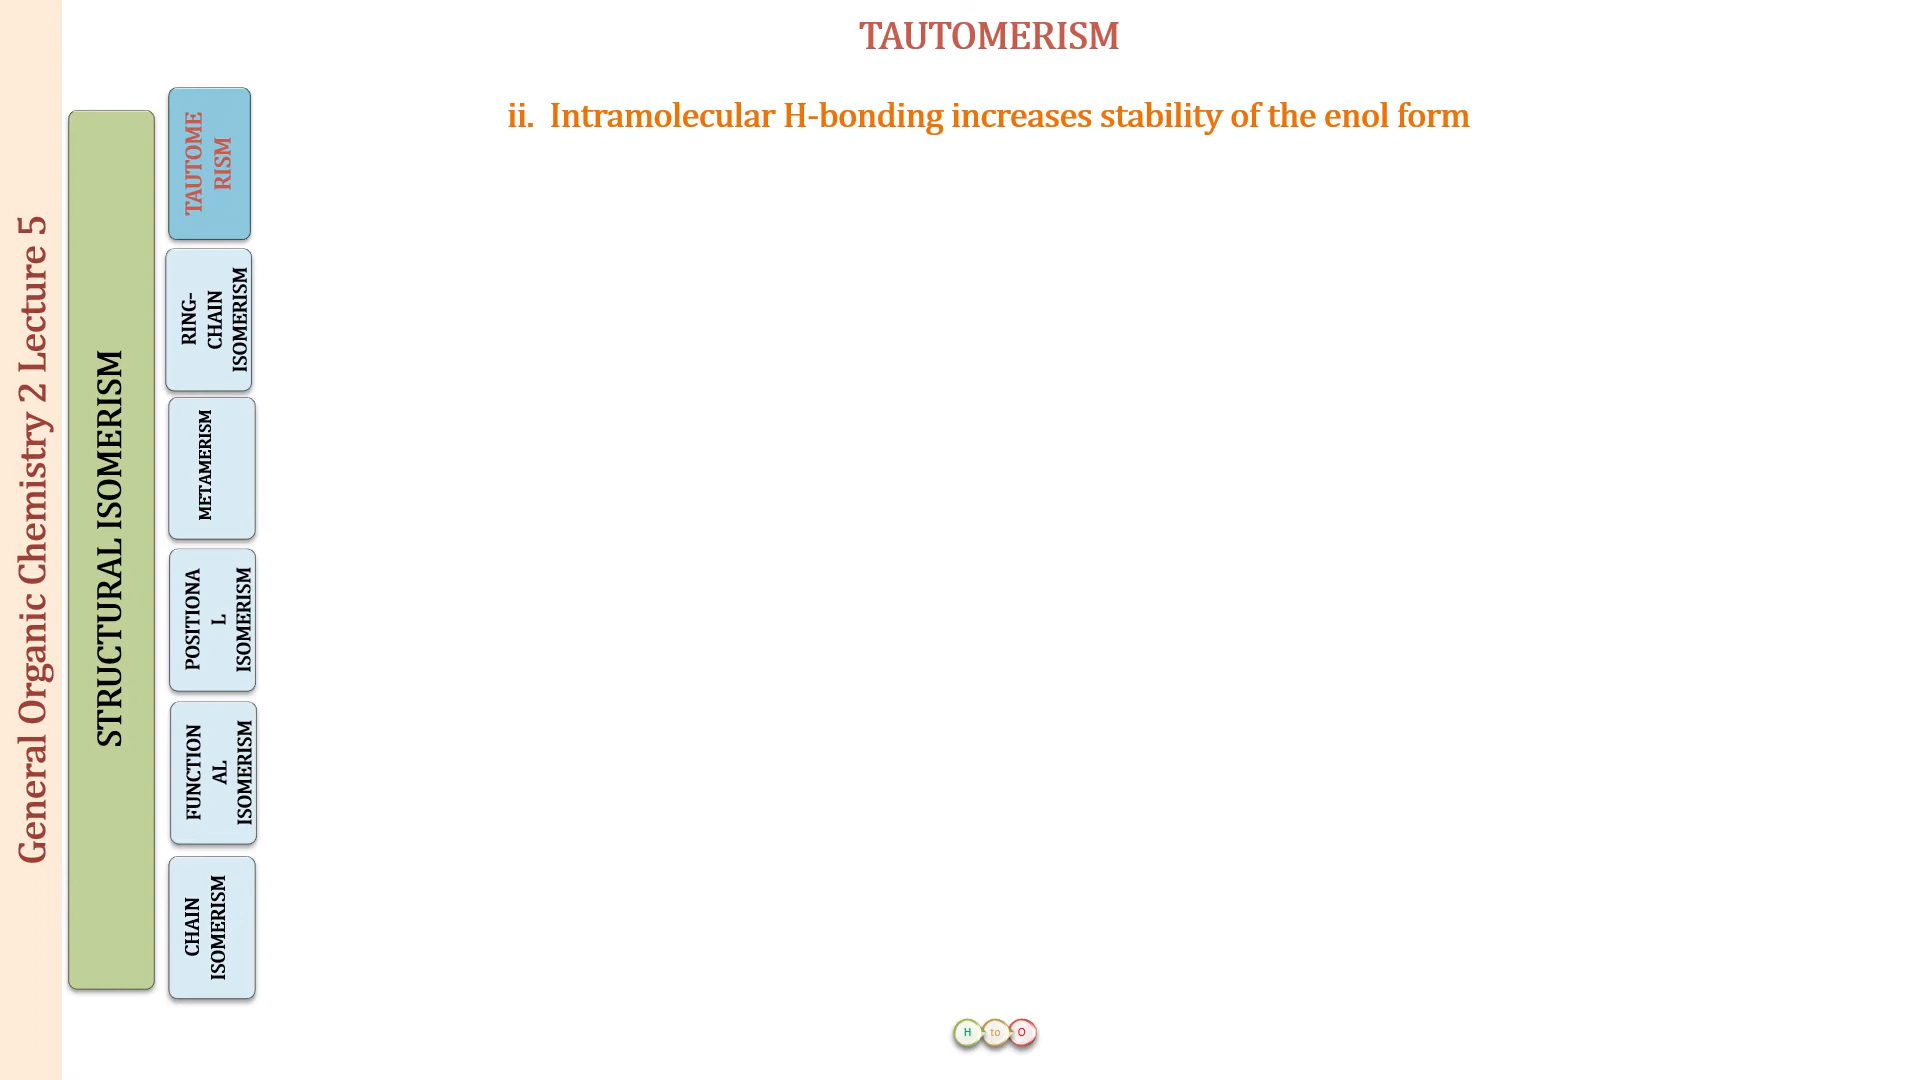 TAUTOMERISM
ii. Intramolecular H-bonding increases stability of the enol form
General Organic Chemistry 2 Lecture 5
STRUCTURAL ISOMERISM
TAUTOME
RISM
RING-
CHAIN
ISOMERISM
METAMERISM
POSITIONA
L
ISOMERISM
FUNCTION
AL
ISOMERISM
CHAIN
ISOMERISM
H to O